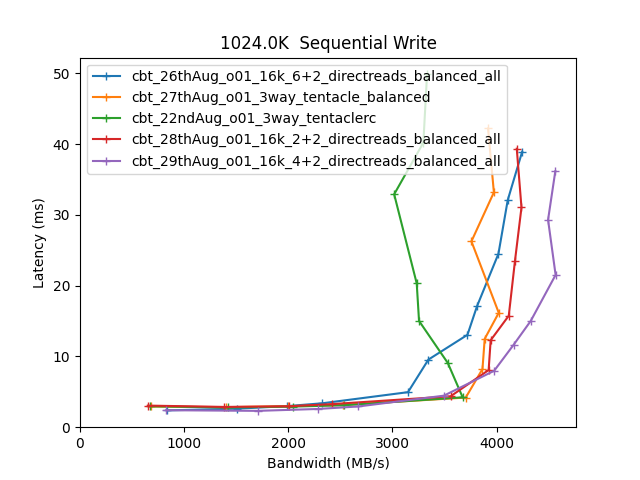 1024.0K  Sequential Write
cbt_26thAug_o01_16k_6+2_directreads_balanced_all
cbt_27thAug_o01_3way_tentacle_balanced
cbt_22ndAug_o01_3way_tentaclerc
cbt_28thAug_o01_16k_2+2_directreads_balanced_all
cbt_29thAug_o01_16k_4+2_directreads_balanced_all
50
40
30
20
10
0
Latency (ms)
0 1000 2000 3000 4000
Bandwidth (MB/s)